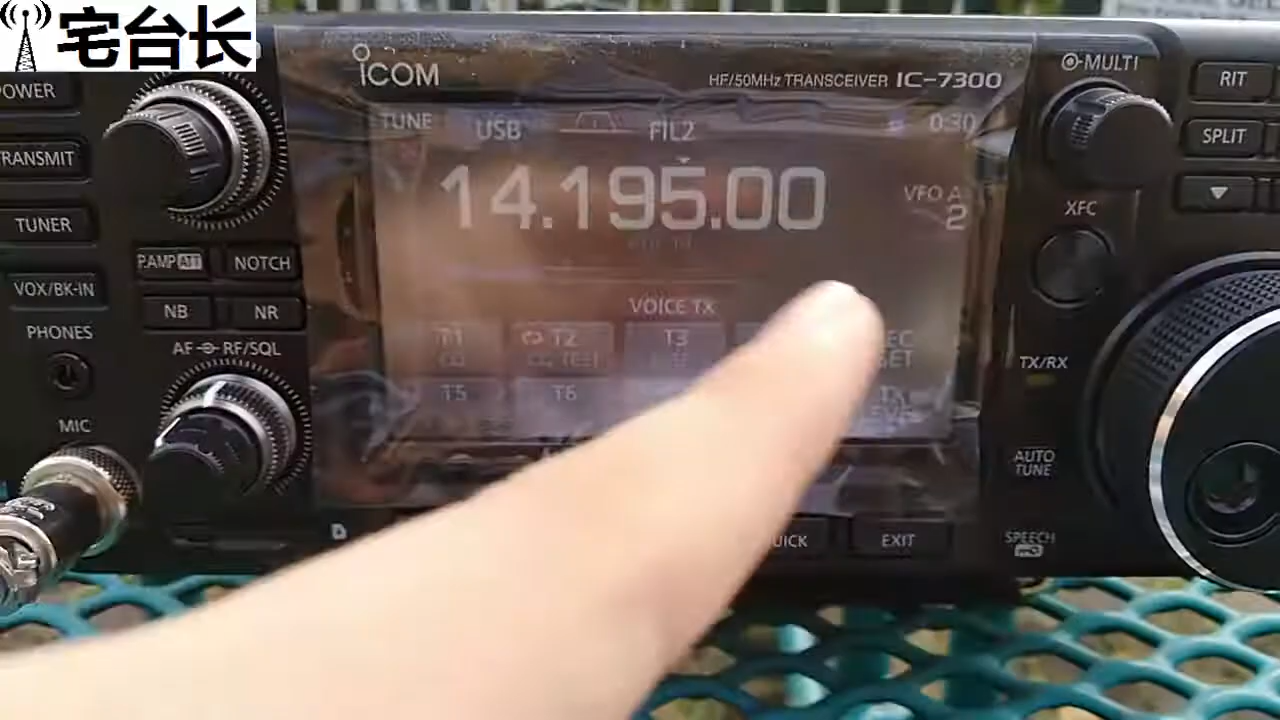 宅台长
ICOM
HF/50MHz TRANSCEIVER IC-7300
-MULTI
RIT
POWER
TUNE
USB
1
FIL2
0:30
TRANSMIT
SPLIT
14.195.00
VFO A
2
XFC
TUNER
P.AMP ATT
NOTCH
VOX/BK-IN
NB
NR
VOICE TX
PHONES
T1
T2
T3
AF RF/SQL
TX/RX
T5
T6
MIC
AUTO
TUNE
EXIT
SPEECH